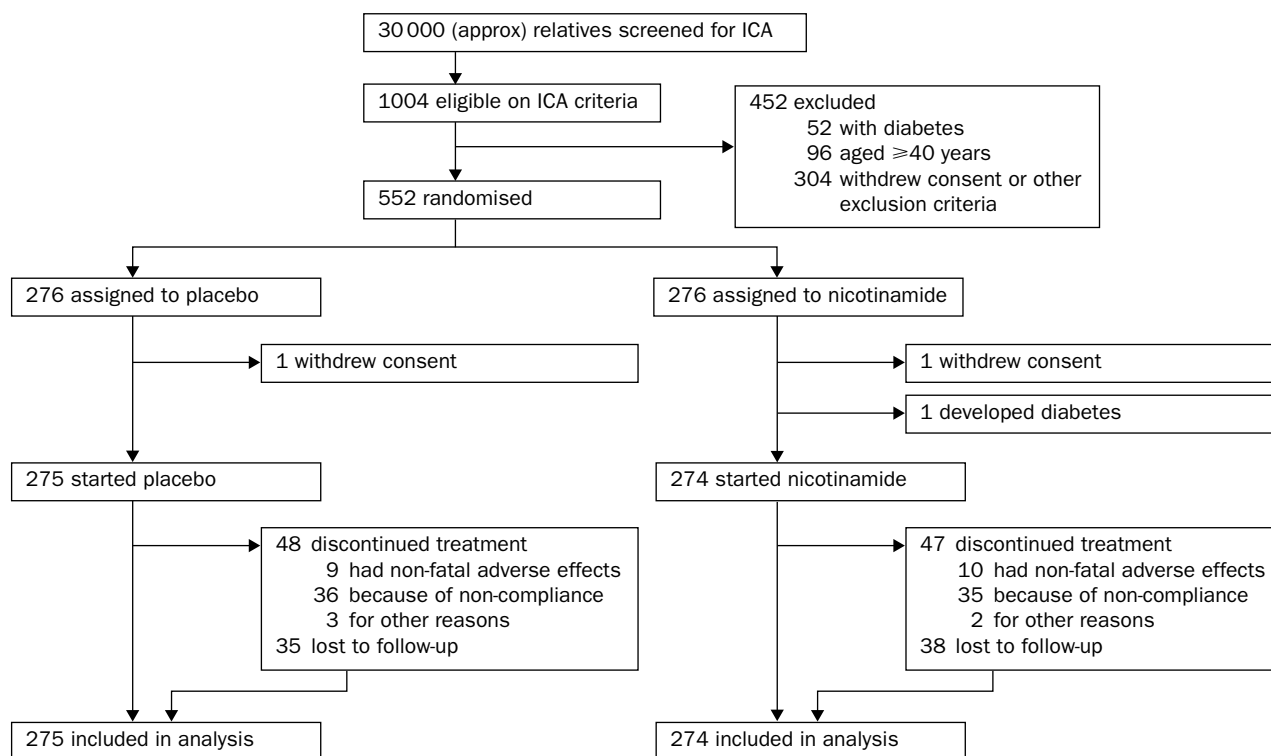 30 000 (approx) relatives screened for ICA
1004 eligible on ICA criteria
452 excluded
52 with diabetes
96 aged ⩾40 years
304 withdrew consent or other
exclusion criteria
552 randomised
276 assigned to placebo
276 assigned to nicotinamide
1 withdrew consent
1 withdrew consent
1 developed diabetes
275 started placebo
274 started nicotinamide
48 discontinued treatment
9 had non-fatal adverse effects
36 because of non-compliance
3 for other reasons
35 lost to follow-up
47 discontinued treatment
10 had non-fatal adverse effects
35 because of non-compliance
2 for other reasons
38 lost to follow-up
275 included in analysis
274 included in analysis